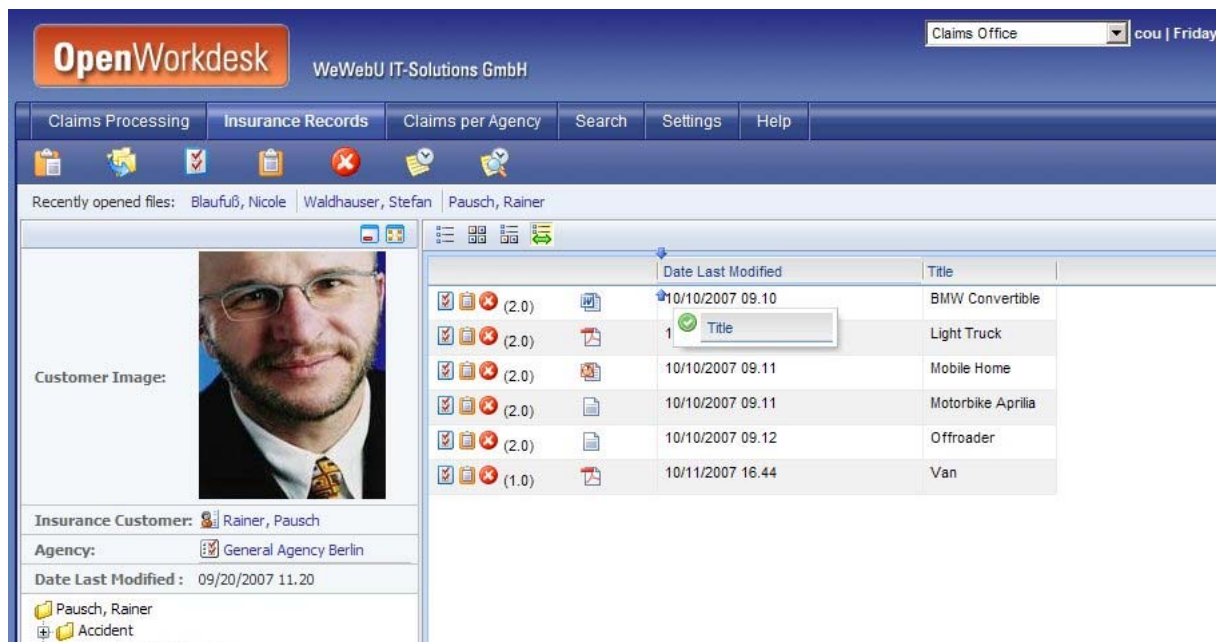 Claims Office cou | Friday
OpenWorkdesk WeWebU IT-Solutions GmbH
Claims Processing Insurance Records Claims per Agency Search Settings Help
Recently opened files: Blaufuß, Nicole Waldhauser, Stefan Pausch, Rainer
Date Last Modified Title
(2.0) 10/10/2007 09.10 BMW Convertible
Title
(2.0) 1 Light Truck
(2.0) 10/10/2007 09.11 Mobile Home
(2.0) 10/10/2007 09.11 Motorbike Aprilia
(2.0) 10/10/2007 09.12 Offroader
(1.0) 10/11/2007 16.44 Van
Customer Image:
Insurance Customer: Rainer, Pausch
Agency: General Agency Berlin
Date Last Modified : 09/20/2007 11.20
Pausch, Rainer
Accident